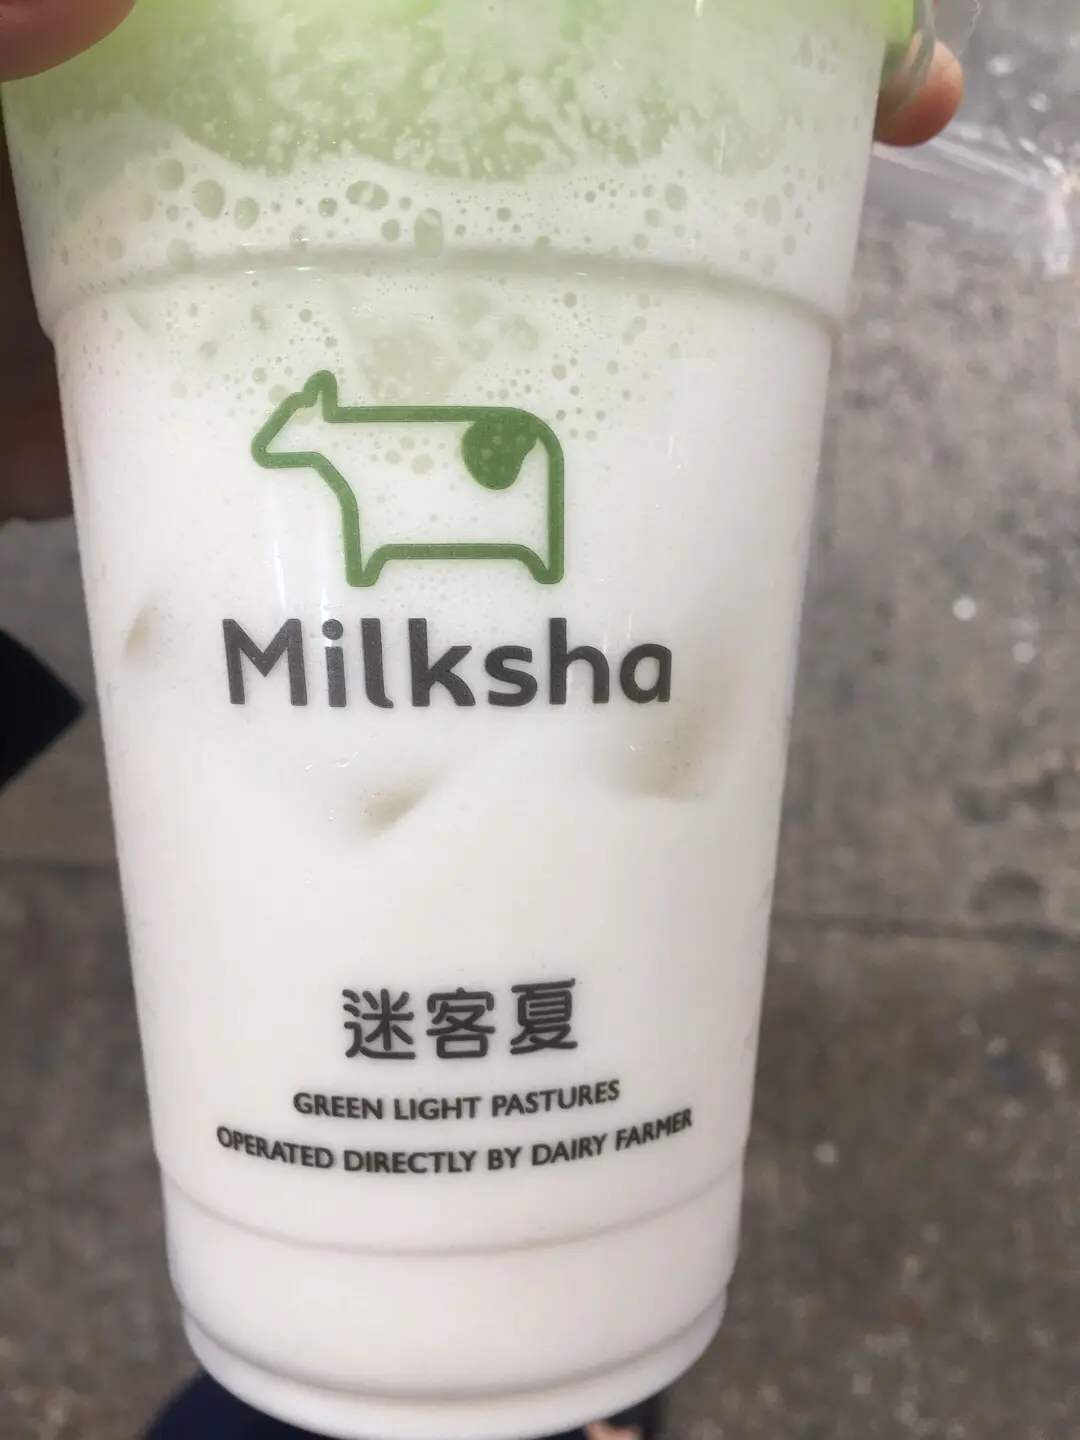 Milksha
迷客夏
GREEN LIGHT PASTURES
OPERATED DIRECTLY BY DAIRY FARMER